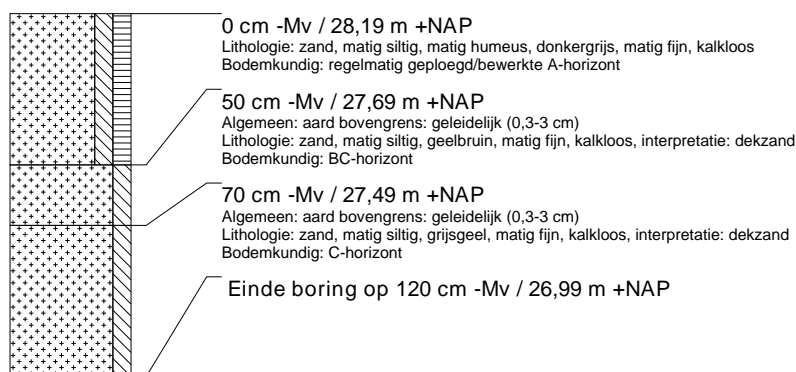 0 cm -Mv / 28,19 m +NAP
Lithologie: zand, matig siltig, matig humeus, donkergrijs, matig fijn, kalkloos
Bodemkundig: regelmatig geploegd/bewerkte A-horizont
50 cm -Mv / 27,69 m +NAP
Algemeen: aard bovengrens: geleidelijk (0,3-3 cm)
Lithologie: zand, matig siltig, geelbruin, matig fijn, kalkloos, interpretatie: dekzand
Bodemkundig: BC-horizont
70 cm -Mv / 27,49 m +NAP
Algemeen: aard bovengrens: geleidelijk (0,3-3 cm)
Lithologie: zand, matig siltig, grijsgeel, matig fijn, kalkloos, interpretatie: dekzand
Bodemkundig: C-horizont
Einde boring op 120 cm -Mv / 26,99 m +NAP